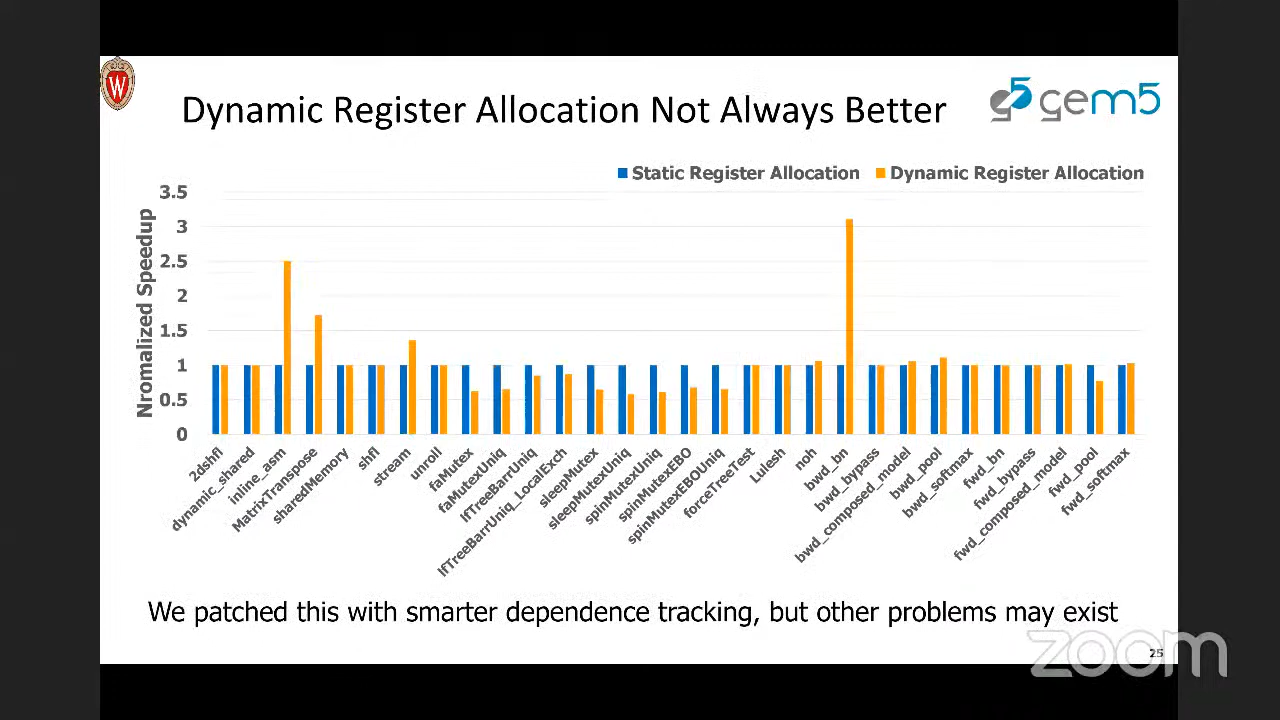 W
Dynamic Register Allocation Not Always Better
gem5
Static Register Allocation
Dynamic Register Allocation
Nromalized Speedup
3.5
3
2.5
2
1.5
1
0.5
0
2dshfl
dynamic_shared
inline_asm
MatrixTranspose
sharedMemory
shfl
stream
unroll
faMutex
faMutexUniq
lfTreeBarrUniq
lfTreeBarrUniq_LocalExch
sleepMutex
sleepMutexUniq
spinMutexUniq
spinMutexEBO
spinMutexEBOUniq
forceTreeTest
Lulesh
noh
bwd_bn
bwd_bypass
bwd_composed_model
bwd_pool
bwd_softmax
fwd_bn
fwd_bypass
fwd_composed_model
fwd_pool
fwd_softmax
We patched this with smarter dependence tracking, but other problems may exist
25
zoom